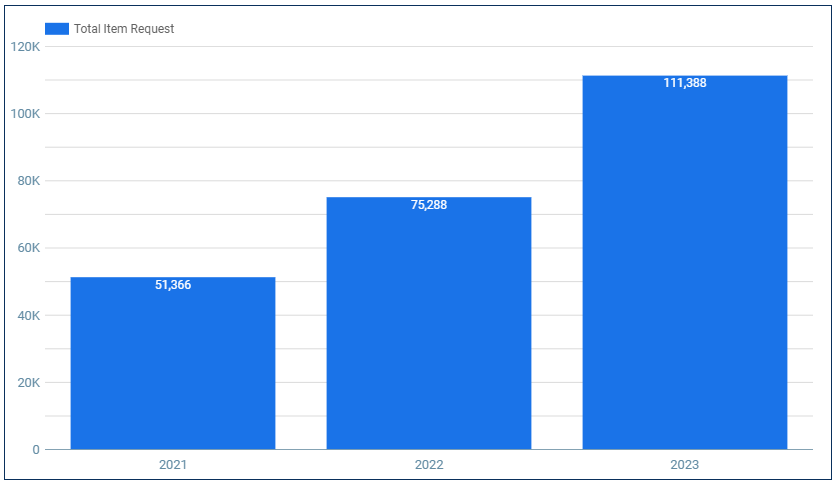 Total Item Request
120K
100K
80K
60K
40K
20K
0
111,388
75,288
51,366
2021 2022 2023